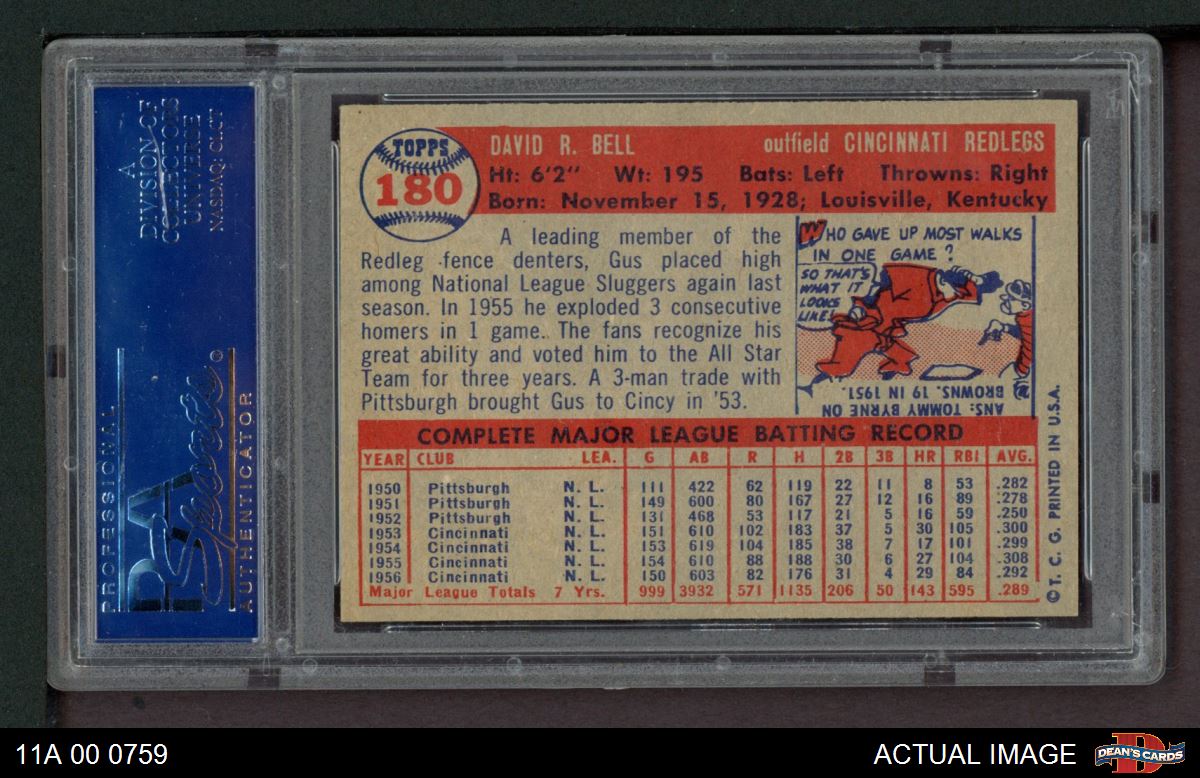 A
DIVISION OF
COLLECTORS
UNIVERSE
NASDAQ: CLCT
PROFESSIONAL
PSA
Sports
AUTHENTICATOR
TOPPS
180
DAVID R. BELL outfield CINCINNATI REDLEGS
Ht: 6'2" Wt: 195 Bats: Left Throwns: Right
Born: November 15, 1928; Louisville, Kentucky
A leading member of the
Redleg fence denters, Gus placed high
among National League Sluggers again last
season. In 1955 he exploded 3 consecutive
homers in 1 game. The fans recognize his
great ability and voted him to the All Star
Team for three years. A 3-man trade with
Pittsburgh brought Gus to Cincy in '53.
WHO GAVE UP MOST WALKS
IN ONE GAME?
SO THAT'S
WHAT IT
LOOKS
LIKE!
ANS: TOMMY BYRNE ON
BROWNS. 19 IN 1951.
COMPLETE MAJOR LEAGUE BATTING RECORD
YEAR CLUB LEA. G AB R H 2B 3B HR RBI AVG.
1950 Pittsburgh N. L. 111 422 62 119 22 11 8 53 .282
1951 Pittsburgh N. L. 149 600 80 167 27 12 16 89 .278
1952 Pittsburgh N. L. 131 468 53 117 21 5 16 59 .250
1953 Cincinnati N. L. 151 610 102 183 37 5 30 105 .300
1954 Cincinnati N. L. 153 619 104 185 38 7 17 101 .299
1955 Cincinnati N. L. 154 610 88 188 30 6 27 104 .308
1956 Cincinnati N. L. 150 603 82 176 31 4 29 84 .292
Major League Totals 7 Yrs. 999 3932 571 1135 206 50 143 595 .289
© T. C. G. PRINTED IN U.S.A.
11A 00 0759
ACTUAL IMAGE
DEAN'S CARDS